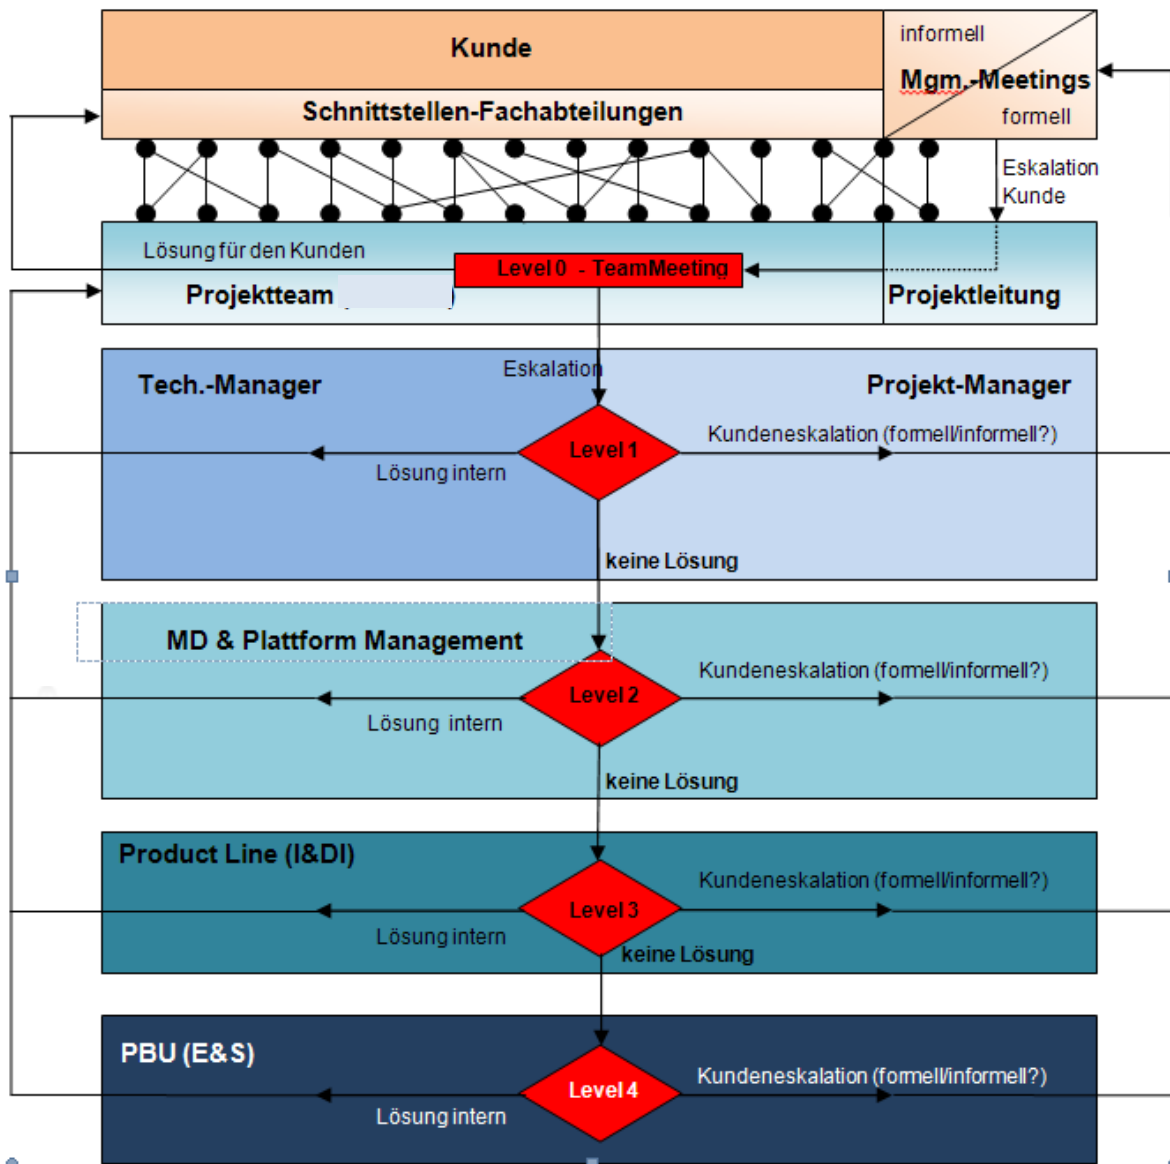 Kunde
informell
Mgm.-Meetings
formell
Schnittstellen-Fachabteilungen
Eskalation
Kunde
Lösung für den Kunden
Level 0 - TeamMeeting
Projektteam
Projektleitung
Eskalation
Tech.-Manager
Projekt-Manager
Level 1
Kundeneskalation (formell/informell?)
Lösung intern
keine Lösung
MD & Plattform Management
Level 2
Kundeneskalation (formell/informell?)
Lösung intern
keine Lösung
Product Line (I&DI)
Level 3
Kundeneskalation (formell/informell?)
Lösung intern
keine Lösung
PBU (E&S)
Level 4
Kundeneskalation (formell/informell?)
Lösung intern